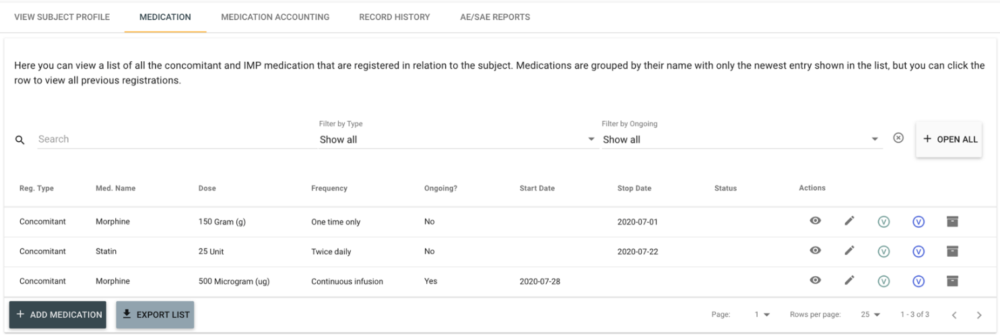 VIEW SUBJECT PROFILE MEDICATION MEDICATION ACCOUNTING RECORD HISTORY AE/SAE REPORTS
Here you can view a list of all the concomitant and IMP medication that are registered in relation to the subject. Medications are grouped by their name with only the newest entry shown in the list, but you can click the
row to view all previous registrations.
Filter by Type Filter by Ongoing
Search Show all Show all + OPEN ALL
Reg. Type Med. Name Dose Frequency Ongoing? Start Date Stop Date Status Actions
Concomitant Morphine 150 Gram (g) One time only No 2020-07-01 V V
Concomitant Statin 25 Unit Twice daily No 2020-07-22 V V
Concomitant Morphine 500 Microgram (ug) Continuous infusion Yes 2020-07-28 V V
+ ADD MEDICATION EXPORT LIST Page: 1 Rows per page: 25 1 - 3 of 3 < >